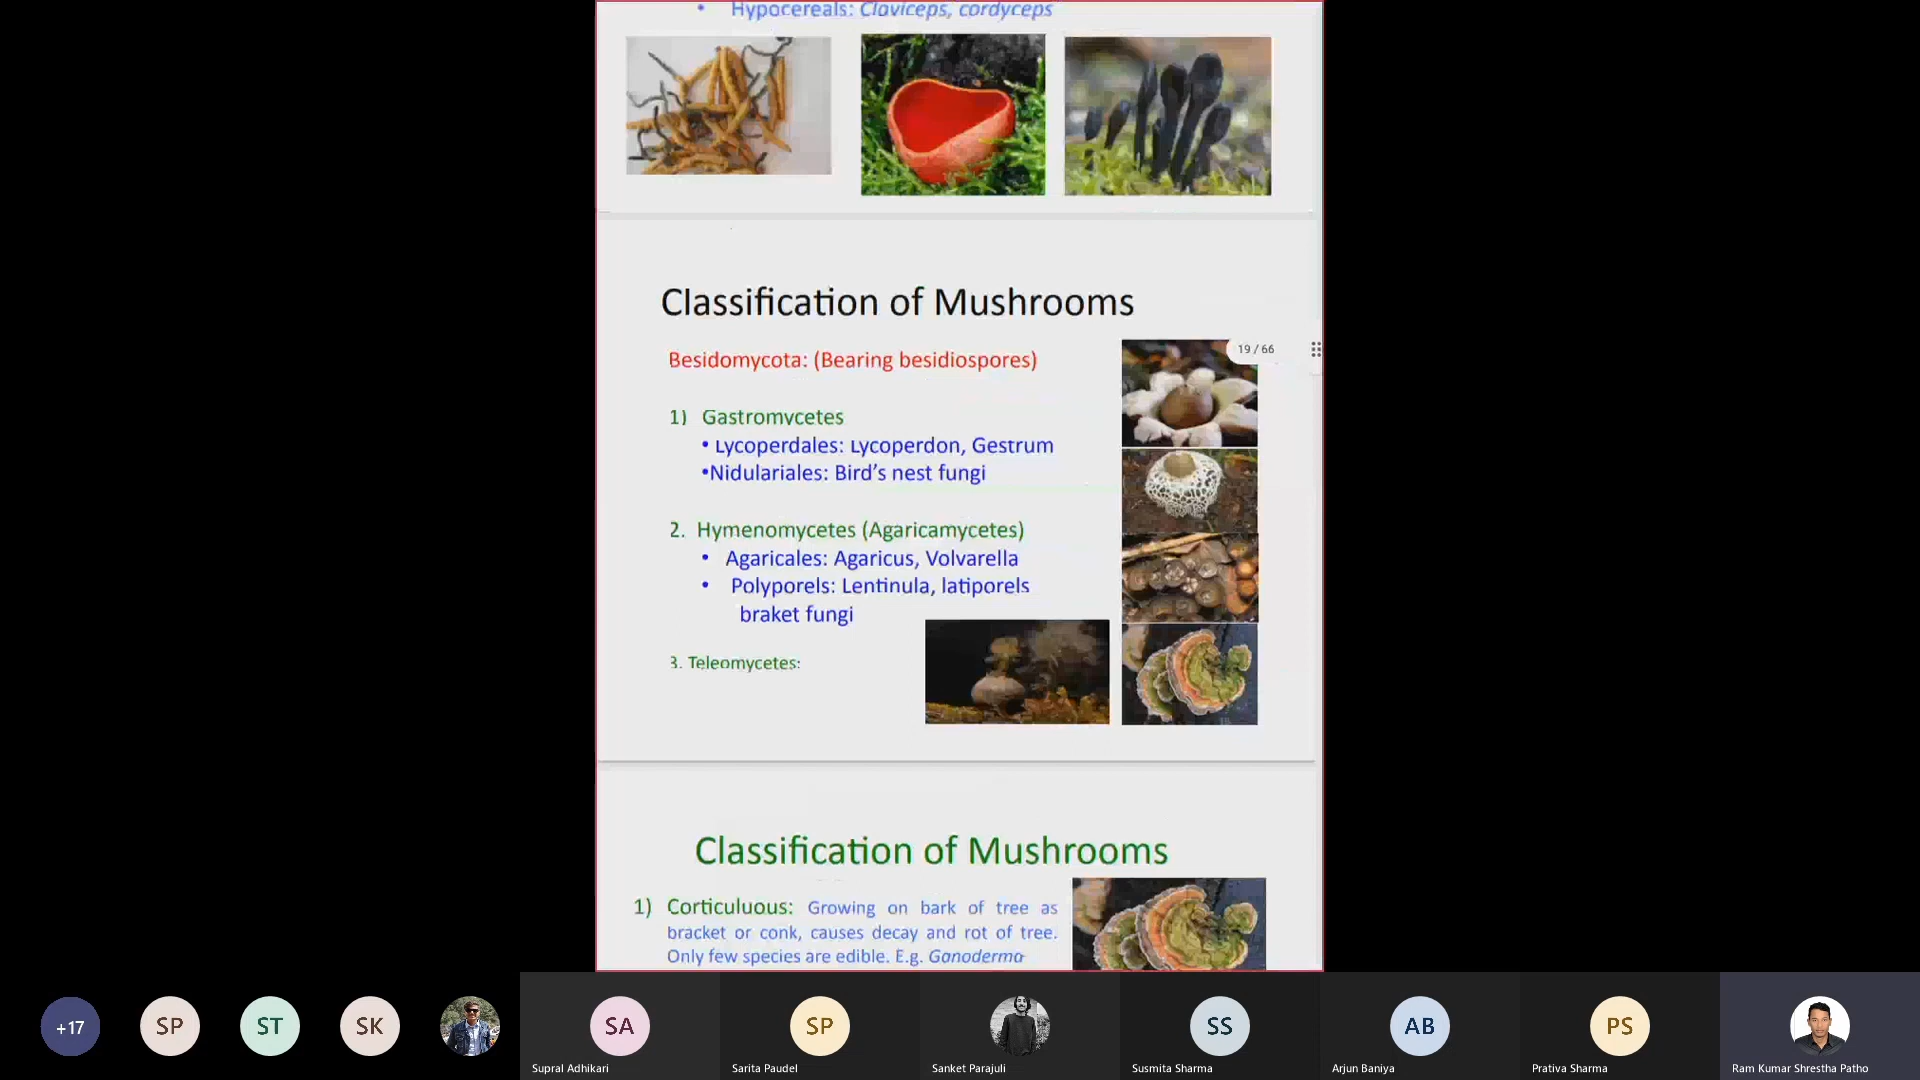 • Hypocereals: Claviceps, cordyceps
Classification of Mushrooms
19 / 66
Besidomycota: (Bearing besidiospores)
1) Gastromycetes
• Lycoperdales: Lycoperdon, Gestrum
•Nidulariales: Bird's nest fungi
2. Hymenomycetes (Agaricamycetes)
• Agaricales: Agaricus, Volvarella
• Polyporels: Lentinula, latiporels
braket fungi
3. Teleomycetes:
Classification of Mushrooms
1) Corticuluous: Growing on bark of tree as
bracket or conk, causes decay and rot of tree.
Only few species are edible. E.g. Ganoderma
+17
SP
ST
SK
SA
SP
SS
AB
PS
Supral Adhikari
Sarita Paudel
Sanket Parajuli
Susmita Sharma
Arjun Baniya
Prativa Sharma
Ram Kumar Shrestha Patho